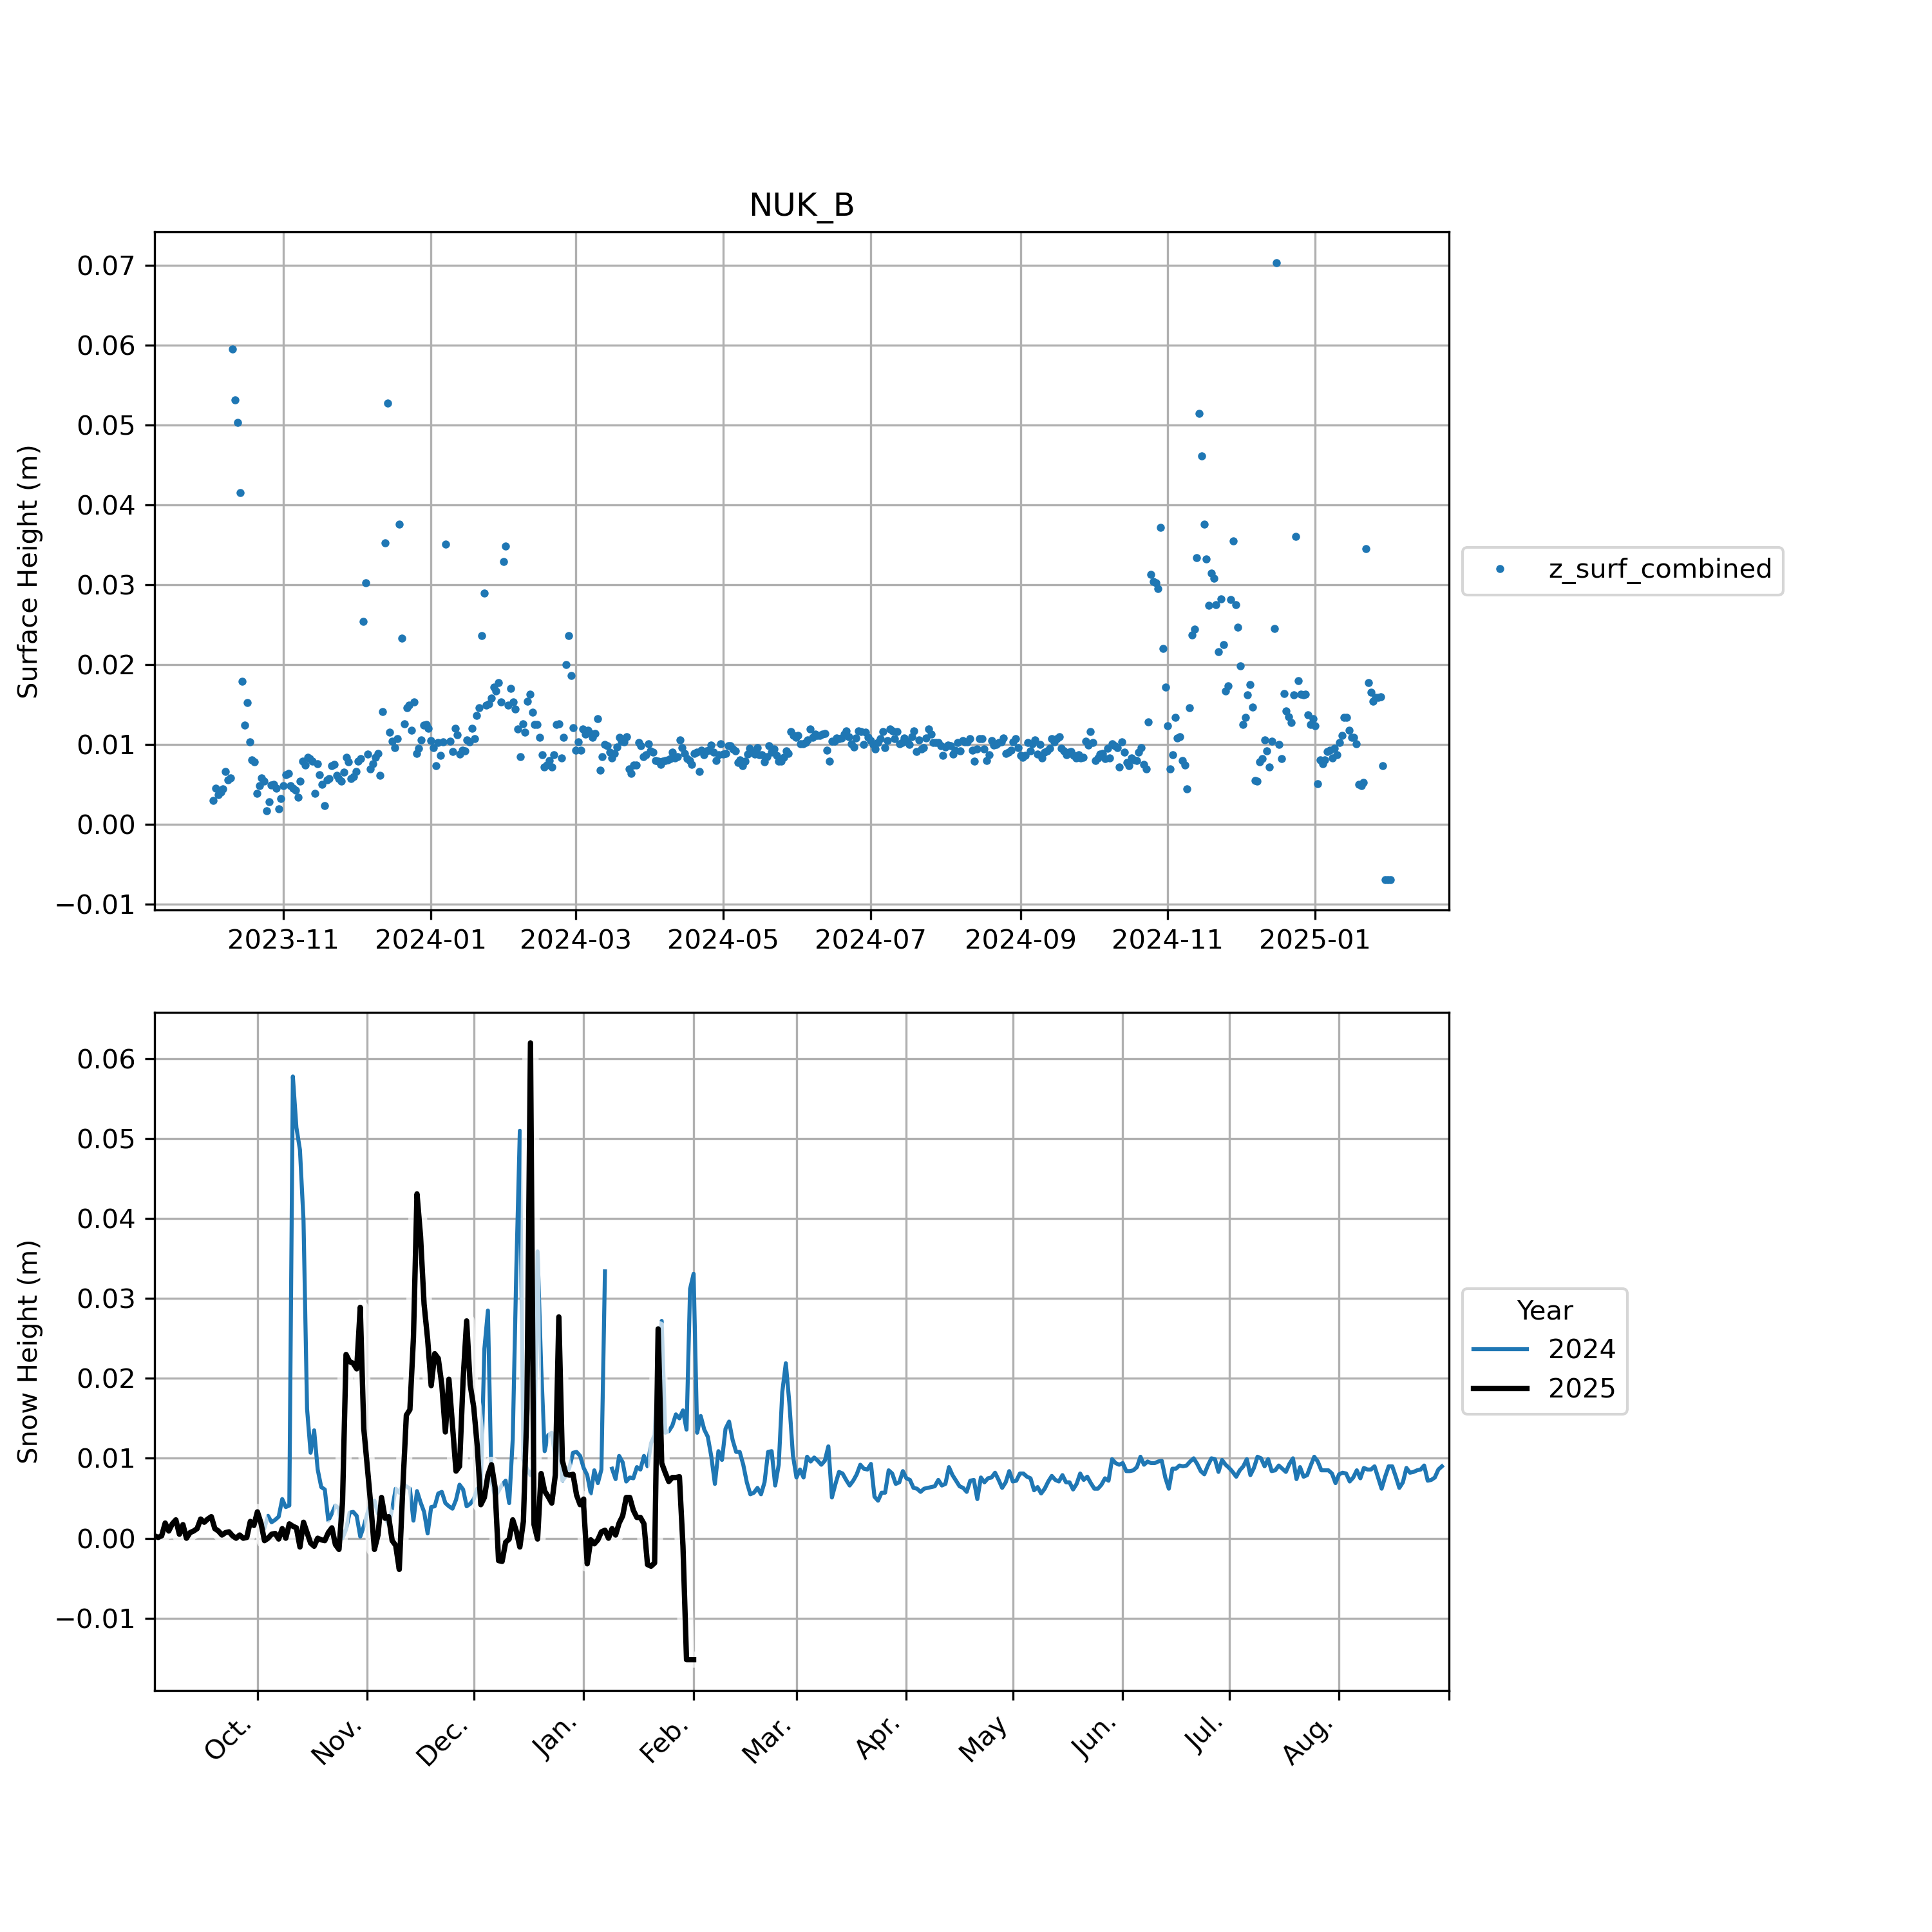 NUK_B
Surface Height (m)
0.07
0.06
0.05
0.04
0.03
0.02
0.01
0.00
−0.01
2023-11 2024-01 2024-03 2024-05 2024-07 2024-09 2024-11 2025-01
z_surf_combined
Snow Height (m)
0.06
0.05
0.04
0.03
0.02
0.01
0.00
−0.01
Oct. Nov. Dec. Jan. Feb. Mar. Apr. May Jun. Jul. Aug.
Year
2024
2025